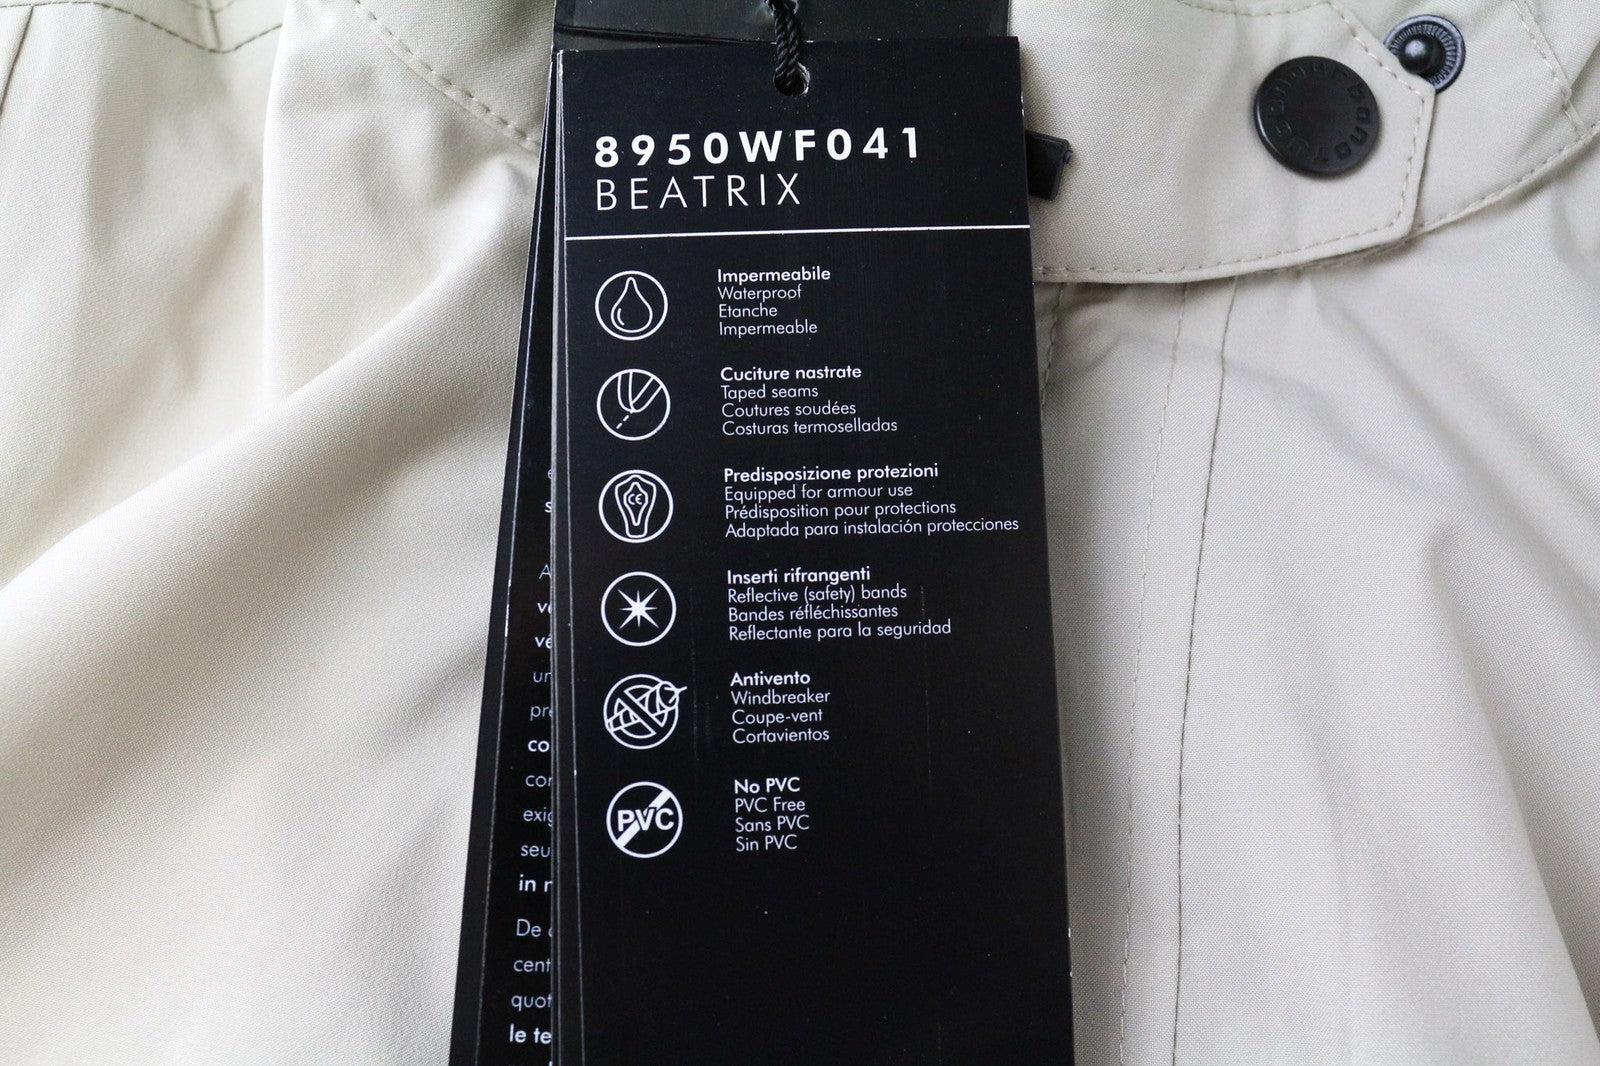 8950WF041
BEATRIX
Impermeabile
Waterproof
Etanche
Impermeable
Cuciture nastrate
Taped seams
Coutures soudées
Costuras termoselladas
CE
Predisposizione protezioni
Equipped for armour use
Prédisposition pour protections
Adaptada para instalación protecciones
Inserti rifrangenti
Reflective (safety) bands
Bandes réfléchissantes
Reflectante para la seguridad
Antivento
Windbreaker
Coupe-vent
Cortavientos
PVC
No PVC
PVC Free
Sans PVC
Sin PVC
De